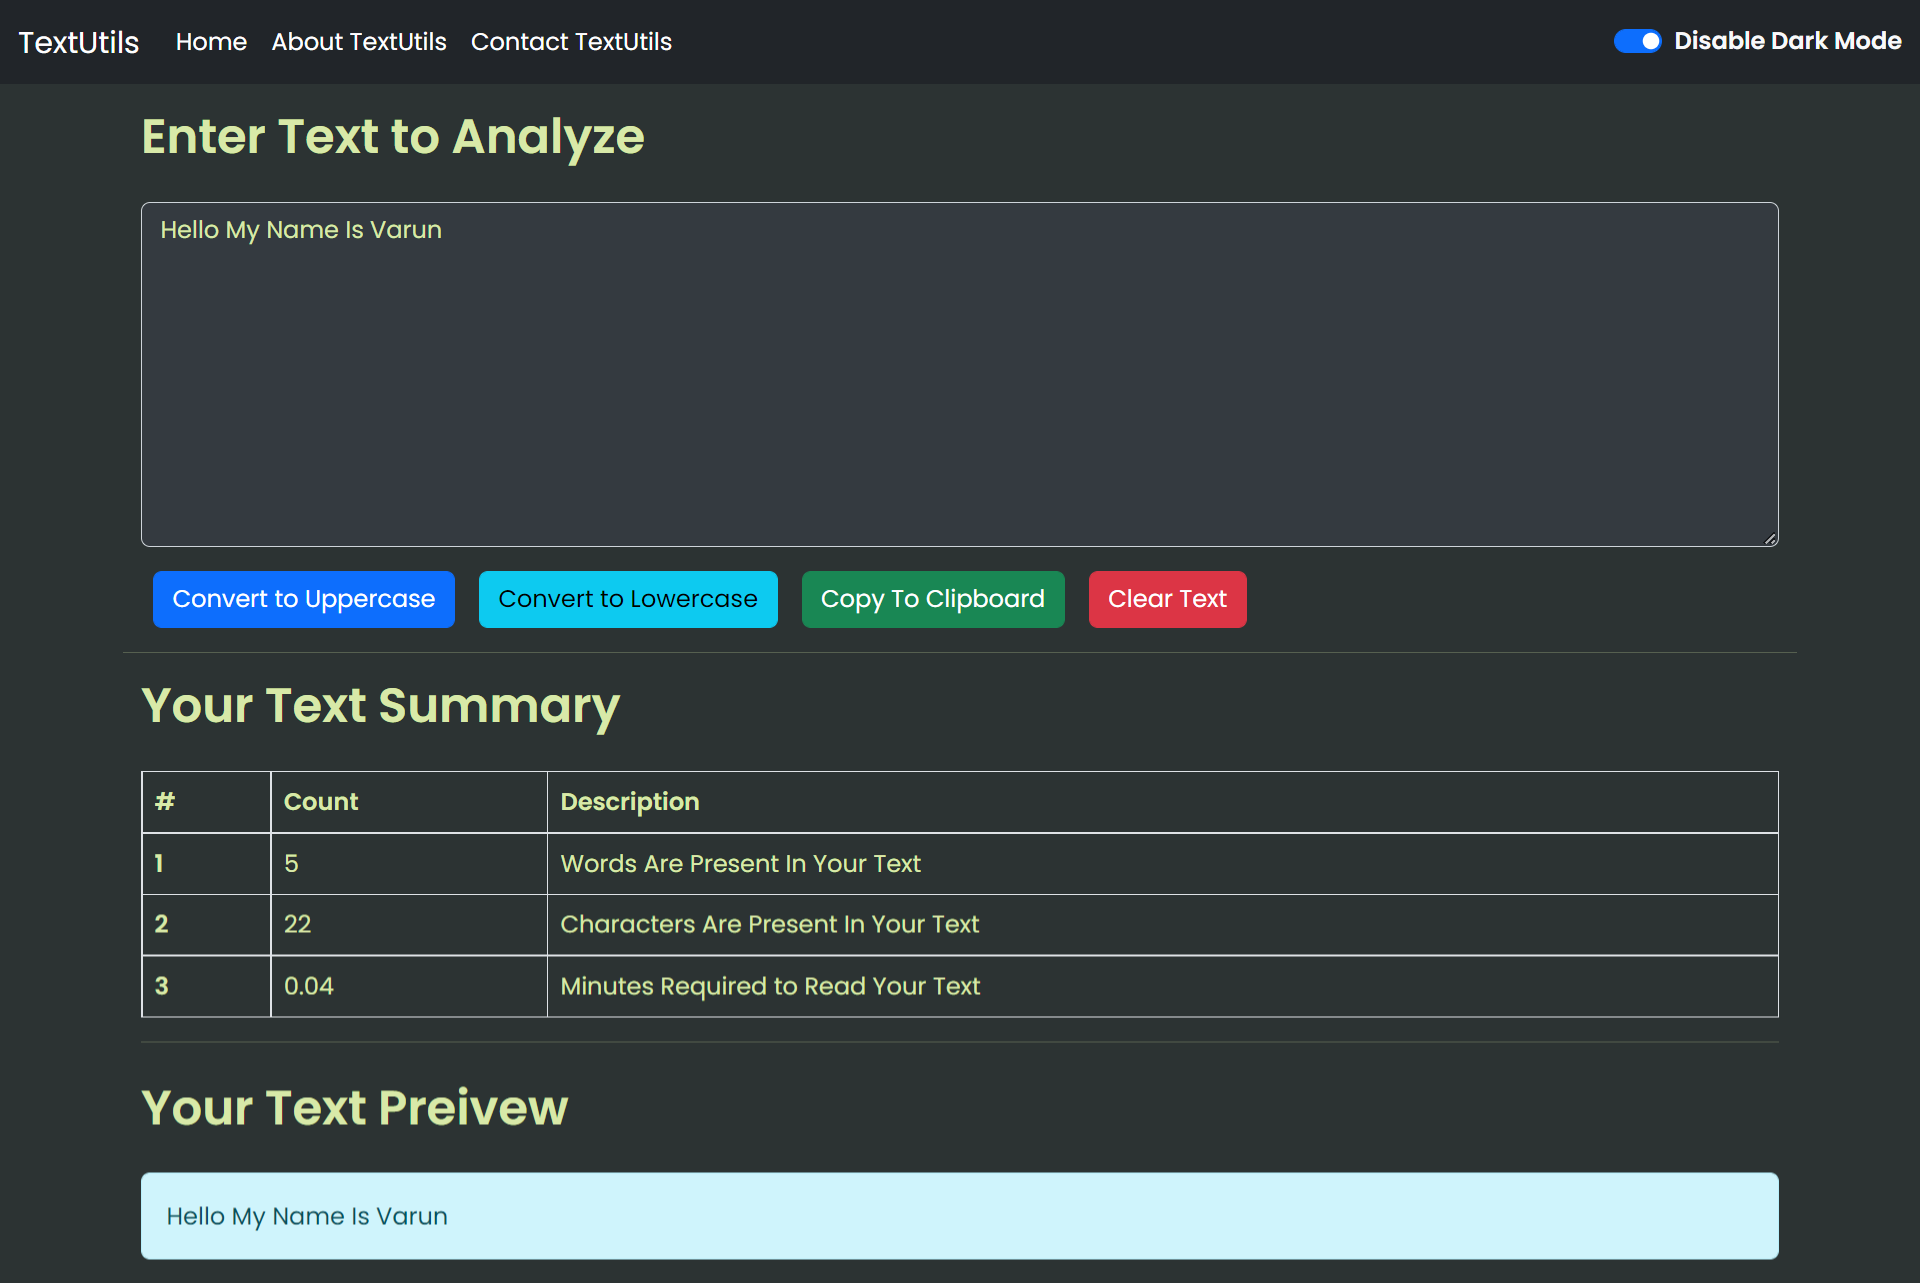 TextUtils Home About TextUtils Contact TextUtils Disable Dark Mode
Enter Text to Analyze
Hello My Name Is Varun
Convert to Uppercase Convert to Lowercase Copy To Clipboard Clear Text
Your Text Summary
# Count Description
1 5 Words Are Present In Your Text
2 22 Characters Are Present In Your Text
3 0.04 Minutes Required to Read Your Text
Your Text Preivew
Hello My Name Is Varun